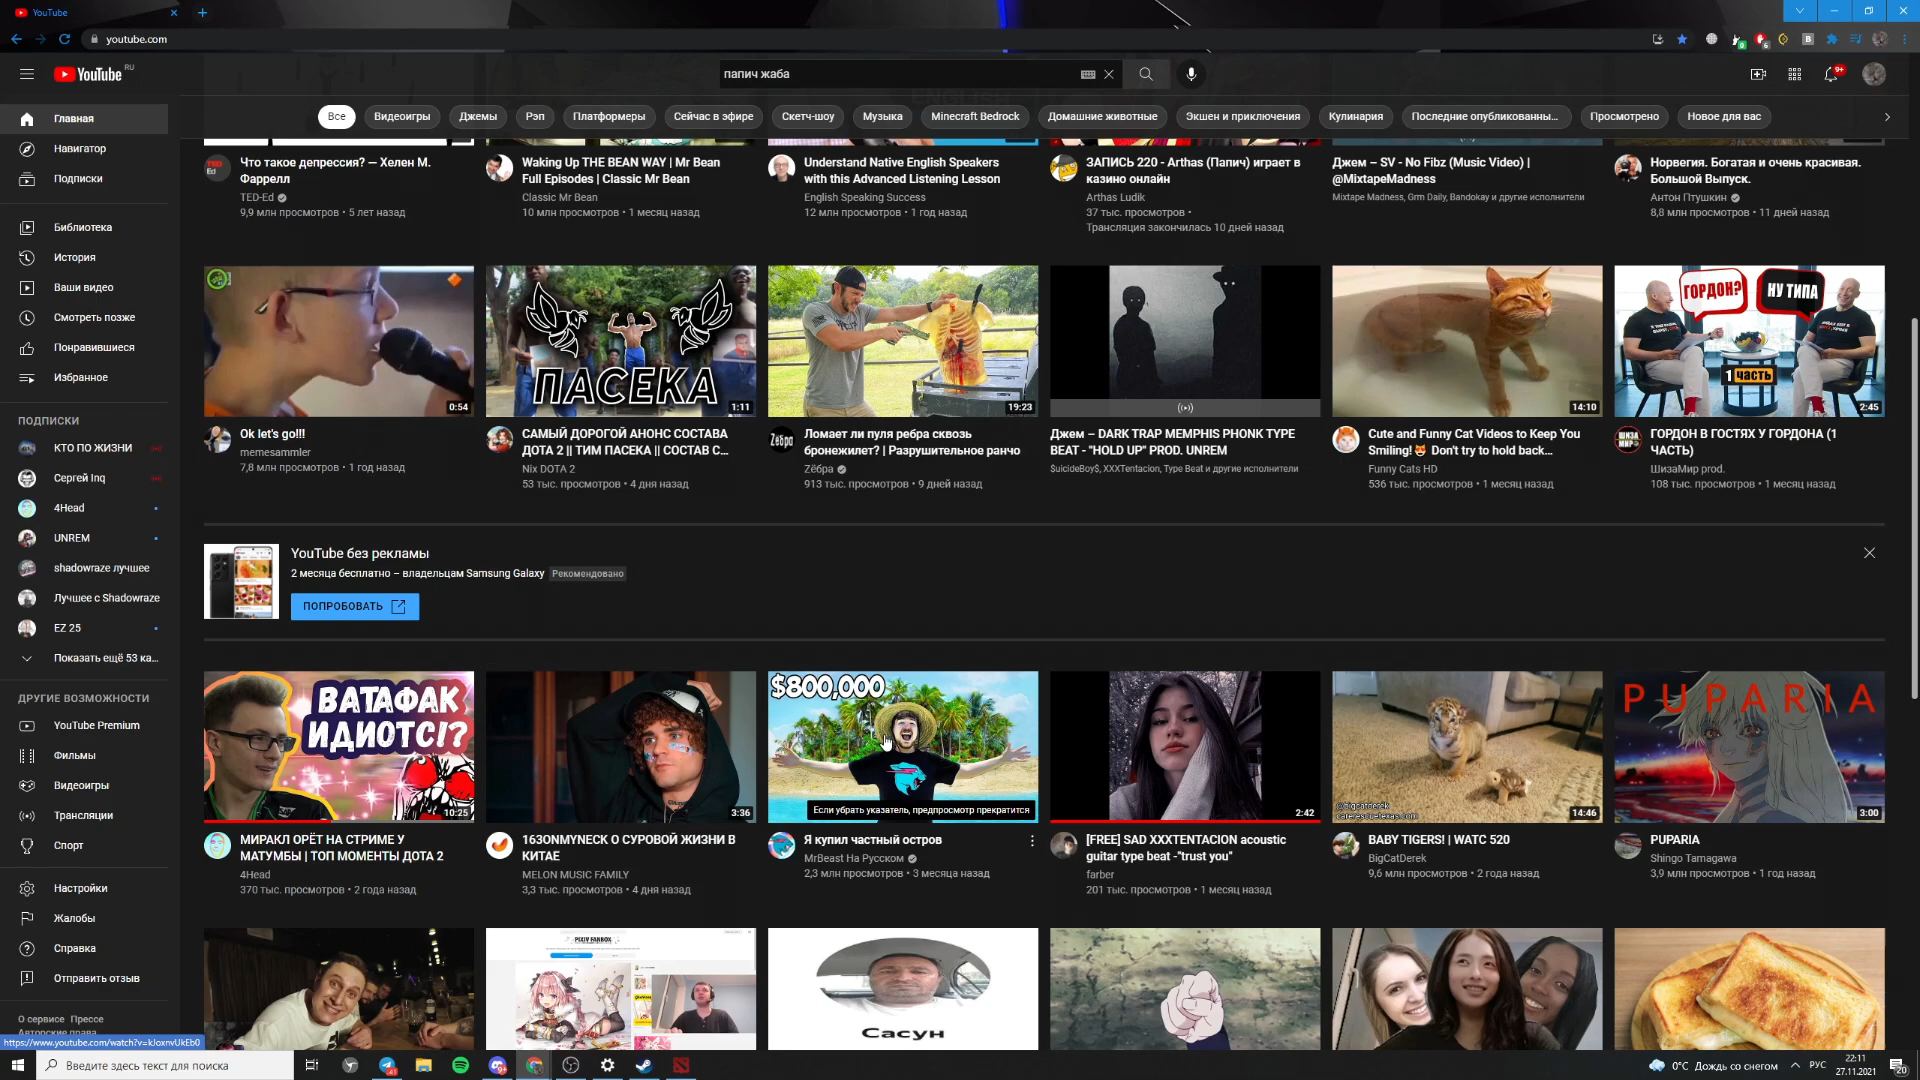 YouTube
youtube.com
YouTube RU
папич жаба
9+
Все
Видеоигры
Джемы
Рэп
Платформеры
Сейчас в эфире
Скетч-шоу
Музыка
Minecraft Bedrock
Домашние животные
Экшен и приключения
Кулинария
Последние опубликованны...
Просмотрено
Новое для вас
Главная
Навигатор
Подписки
Библиотека
История
Ваши видео
Смотреть позже
Понравившиеся
Избранное
ПОДПИСКИ
КТО ПО ЖИЗНИ
Сергей Inq
4Head
UNREM
shadowraze лучшее
Лучшее с Shadowraze
EZ 25
Показать ещё 53 ка...
ДРУГИЕ ВОЗМОЖНОСТИ
YouTube Premium
Фильмы
Видеоигры
Трансляции
Спорт
Настройки
Жалобы
Справка
Отправить отзыв
О сервисе Прессе
Авторские права
https://www.youtube.com/watch?v=kJoxnvUkEb0
Что такое депрессия? — Хелен М.
Фаррелл
TED-Ed
9,9 млн просмотров • 5 лет назад
Waking Up THE BEAN WAY | Mr Bean
Full Episodes | Classic Mr Bean
Classic Mr Bean
10 млн просмотров • 1 месяц назад
Understand Native English Speakers
with this Advanced Listening Lesson
English Speaking Success
12 млн просмотров • 1 год назад
ЗАПИСЬ 220 - Arthas (Папич) играет в
казино онлайн
Arthas Ludik
37 тыс. просмотров •
Трансляция закончилась 10 дней назад
Джем – SV - No Fibz (Music Video) |
@MixtapeMadness
Mixtape Madness, Grm Daily, Bandokay и другие исполнители
Норвегия. Богатая и очень красивая.
Большой Выпуск.
Антон Птушкин
8,8 млн просмотров • 11 дней назад
0:54
Ok let's go!!!
memesammler
7,8 млн просмотров • 1 год назад
ПАСЕКА
1:11
САМЫЙ ДОРОГОЙ АНОНС СОСТАВА
ДОТА 2 || ТИМ ПАСЕКА || СОСТАВ С...
Nix DOTA 2
53 тыс. просмотров • 4 дня назад
19:23
Zёбра
Ломает ли пуля ребра сквозь
бронежилет? | Разрушительное ранчо
Zёбра
913 тыс. просмотров • 9 дней назад
Джем – DARK TRAP MEMPHIS PHONK TYPE
BEAT - "HOLD UP" PROD. UNREM
$uicideBoy$, XXXTentacion, Type Beat и другие исполнители
14:10
Cute and Funny Cat Videos to Keep You
Smiling! Don't try to hold back...
Funny Cats HD
536 тыс. просмотров • 1 месяц назад
ГОРДОН?
НУ ТИПА
1 часть
2:45
ШИЗА
МИР
ГОРДОН В ГОСТЯХ У ГОРДОНА (1
ЧАСТЬ)
ШизаМир prod.
108 тыс. просмотров • 1 месяц назад
YouTube без рекламы
2 месяца бесплатно – владельцам Samsung Galaxy Рекомендовано
ПОПРОБОВАТЬ
ВАТАФАК
ИДИОТС!?
10:25
МИРАКЛ ОРЁТ НА СТРИМЕ У
МАТУМБЫ | ТОП МОМЕНТЫ ДОТА 2
4Head
370 тыс. просмотров • 2 года назад
3:36
163ONMYNECK О СУРОВОЙ ЖИЗНИ В
КИТАЕ
MELON MUSIC FAMILY
3,3 тыс. просмотров • 4 дня назад
$800,000
Если убрать указатель, предпросмотр прекратится
Я купил частный остров
MrBeast На Русском
2,3 млн просмотров • 3 месяца назад
2:42
[FREE] SAD XXXTENTACION acoustic
guitar type beat -"trust you"
farber
201 тыс. просмотров • 1 месяц назад
@bigcatderek
carerescuetexas.com
14:46
BABY TIGERS! | WATC 520
BigCatDerek
9,6 млн просмотров • 2 года назад
PUPARIA
3:00
PUPARIA
Shingo Tamagawa
3,9 млн просмотров • 1 год назад
PIXIV FANBOX
Сасун
Введите здесь текст для поиска
0°C Дождь со снегом
РУС
22:11
27.11.2021
20